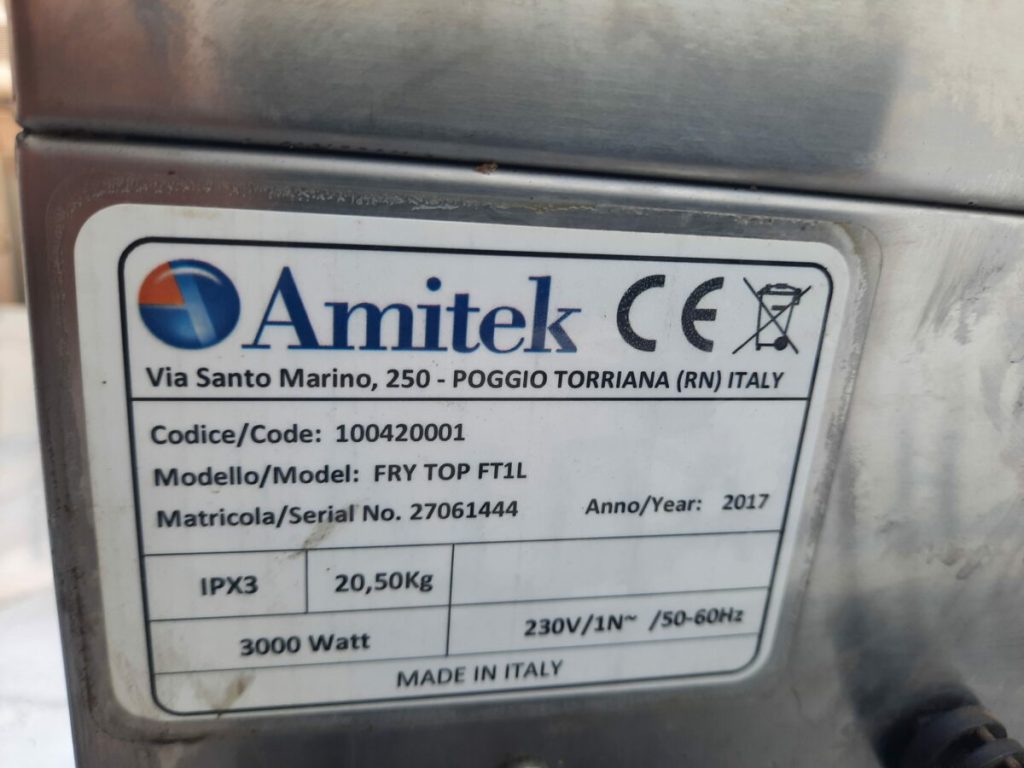 Amitek CE
Via Santo Marino, 250 - POGGIO TORRIANA (RN) ITALY
Codice/Code: 100420001
Modello/Model: FRY TOP FT1L
Matricola/Serial No. 27061444 Anno/Year: 2017
IPX3 20,50Kg
3000 Watt 230V/1N~ /50-60Hz
MADE IN ITALY